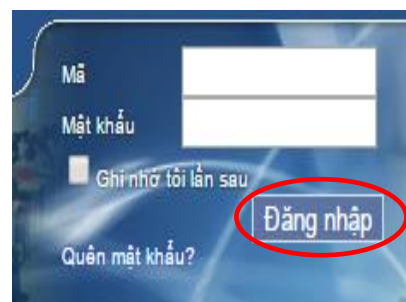 Mã
Mật khẩu
Ghi nhớ tôi lần sau
Đăng nhập
Quên mật khẩu?